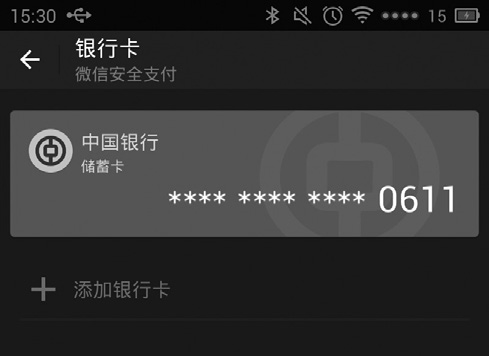 15:30 15
银行卡
微信安全支付
中国银行
储蓄卡
**** **** **** 0611
添加银行卡